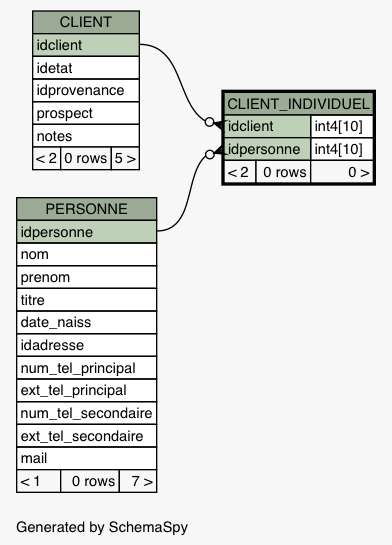 CLIENT
idclient
idetat
idprovenance
prospect
notes
< 2 0 rows 5 >
CLIENT_INDIVIDUEL
idclient int4[10]
idpersonne int4[10]
< 2 0 rows 0 >
PERSONNE
idpersonne
nom
prenom
titre
date_naiss
idadresse
num_tel_principal
ext_tel_principal
num_tel_secondaire
ext_tel_secondaire
mail
< 1 0 rows 7 >
Generated by SchemaSpy